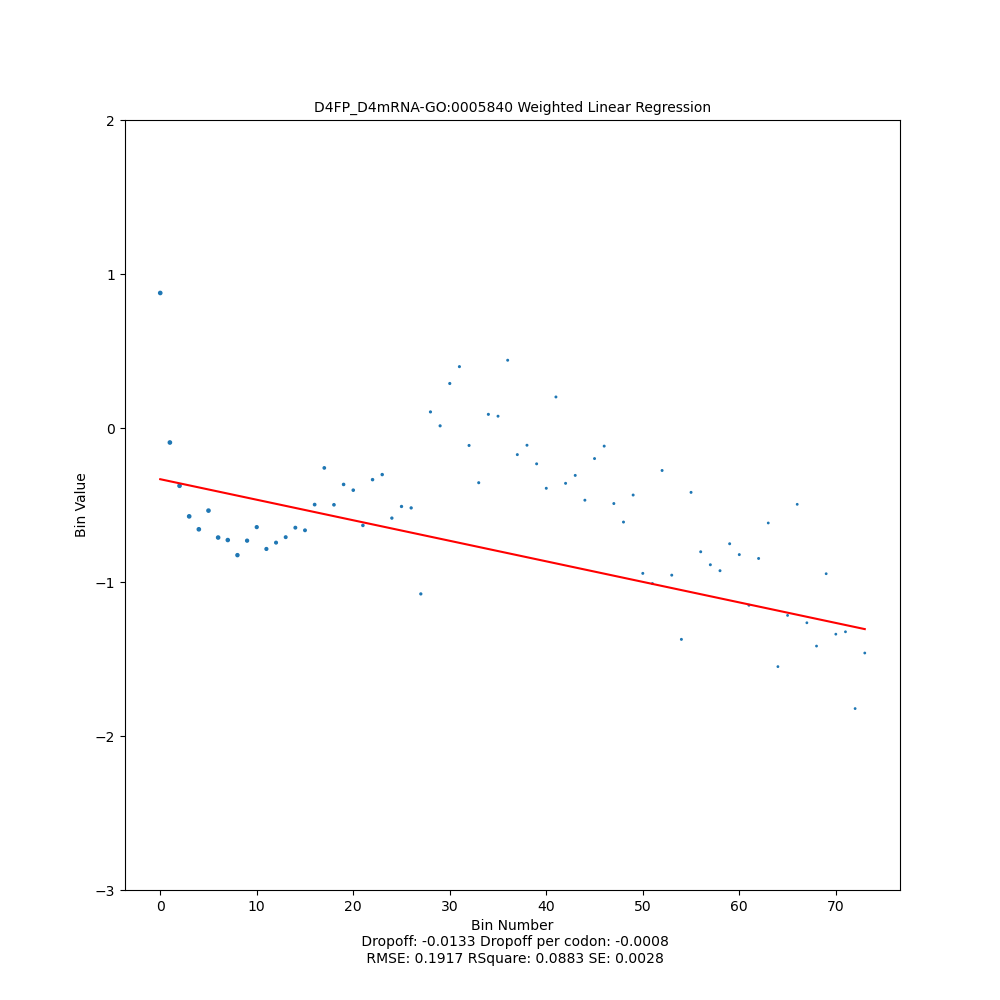 D4FP_D4mRNA-GO:0005840 Weighted Linear Regression
2
1
0
−1
−2
−3
Bin Value
0 10 20 30 40 50 60 70
Bin Number
Dropoff: -0.0133 Dropoff per codon: -0.0008
RMSE: 0.1917 RSquare: 0.0883 SE: 0.0028